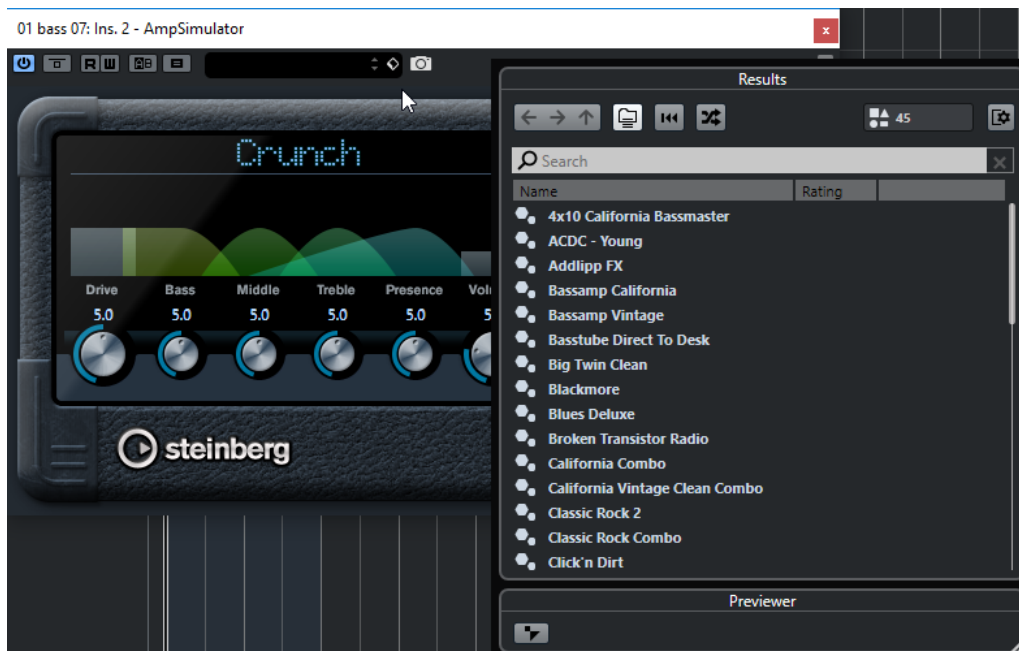 01 bass 07: Ins. 2 - AmpSimulator
x
R W
Results
45
Search
Name Rating
4x10 California Bassmaster
ACDC - Young
Addlipp FX
Bassamp California
Bassamp Vintage
Basstube Direct To Desk
Big Twin Clean
Blackmore
Blues Deluxe
Broken Transistor Radio
California Combo
California Vintage Clean Combo
Classic Rock 2
Classic Rock Combo
Click'n Dirt
Previewer
Crunch
Drive Bass Middle Treble Presence
5.0 5.0 5.0 5.0 5.0 5
steinberg